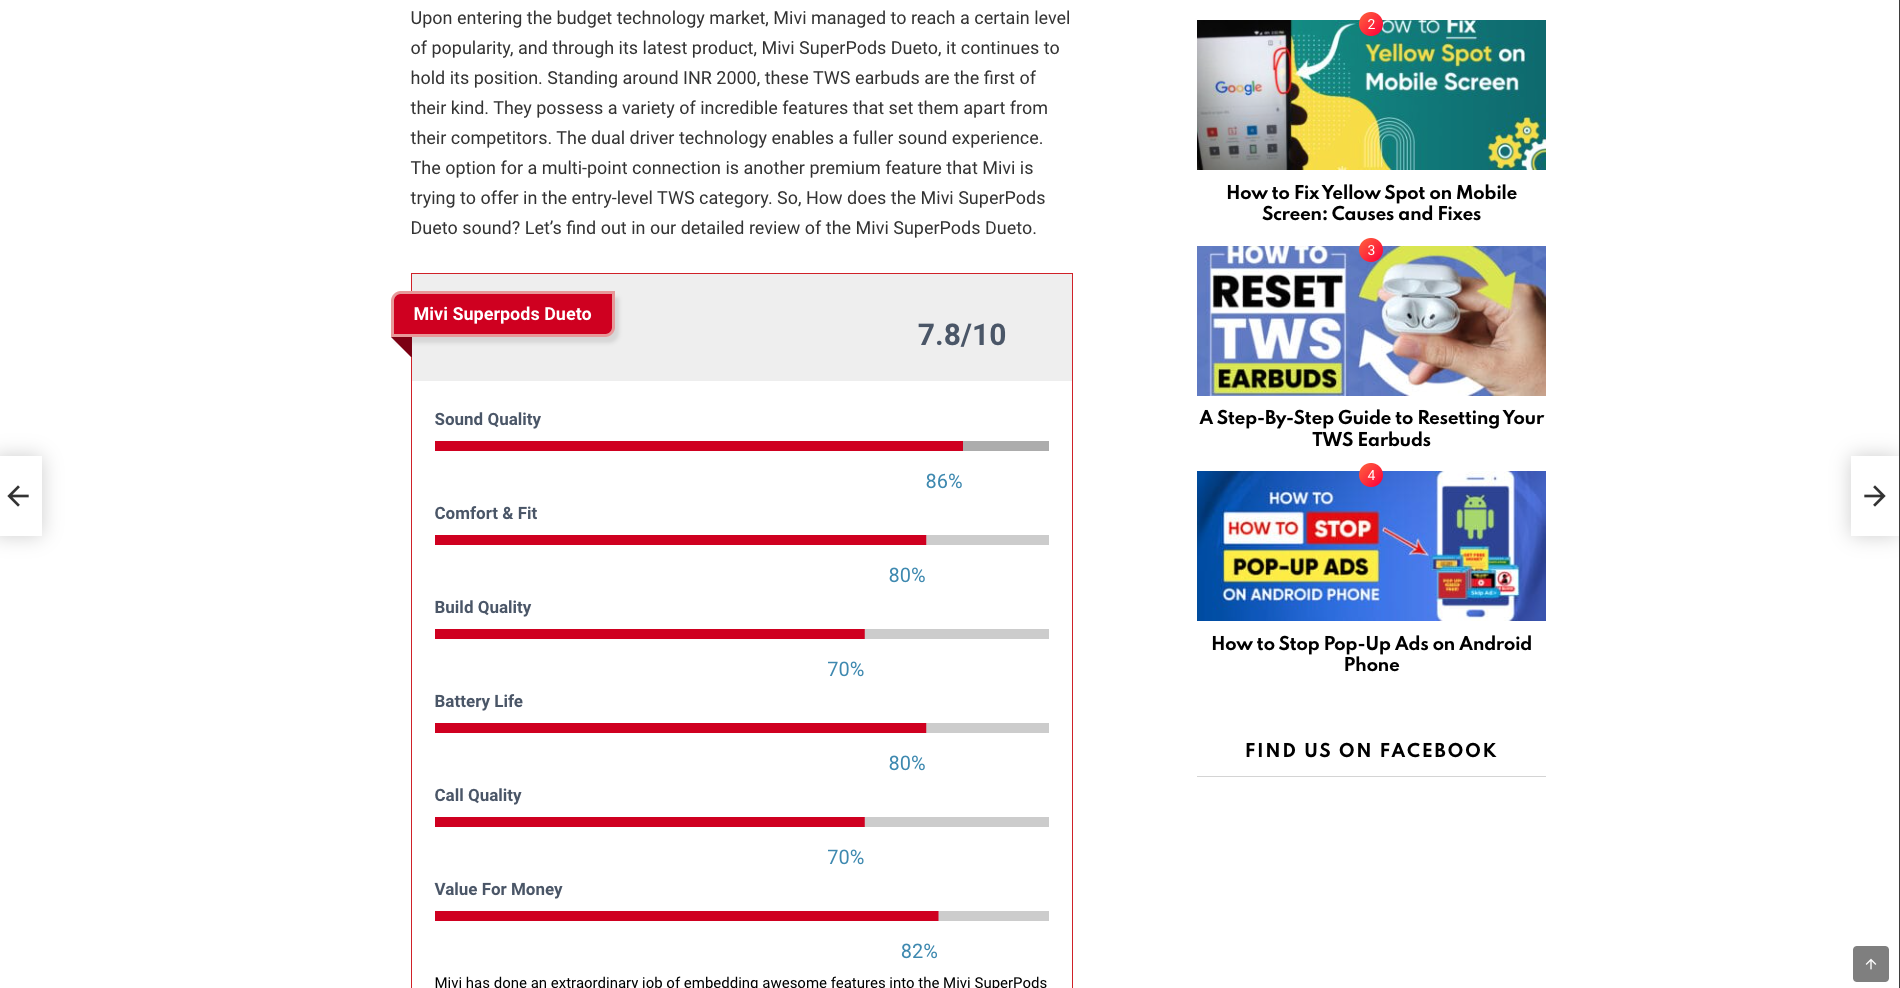 Upon entering the budget technology market, Mivi managed to reach a certain level
of popularity, and through its latest product, Mivi SuperPods Dueto, it continues to
hold its position. Standing around INR 2000, these TWS earbuds are the first of
their kind. They possess a variety of incredible features that set them apart from
their competitors. The dual driver technology enables a fuller sound experience.
The option for a multi-point connection is another premium feature that Mivi is
trying to offer in the entry-level TWS category. So, How does the Mivi SuperPods
Dueto sound? Let’s find out in our detailed review of the Mivi SuperPods Dueto.
Mivi Superpods Dueto
7.8/10
Sound Quality
86%
Comfort & Fit
80%
Build Quality
70%
Battery Life
80%
Call Quality
70%
Value For Money
82%
Mivi has done an extraordinary job of embedding awesome features into the Mivi SuperPods
2
How to Fix
Yellow Spot on
Mobile Screen
Google
How to Fix Yellow Spot on Mobile
Screen: Causes and Fixes
3
HOW TO
RESET
TWS
EARBUDS
A Step-By-Step Guide to Resetting Your
TWS Earbuds
4
HOW TO
HOW TO STOP
POP-UP ADS
ON ANDROID PHONE
Skip Ad
How to Stop Pop-Up Ads on Android
Phone
FIND US ON FACEBOOK